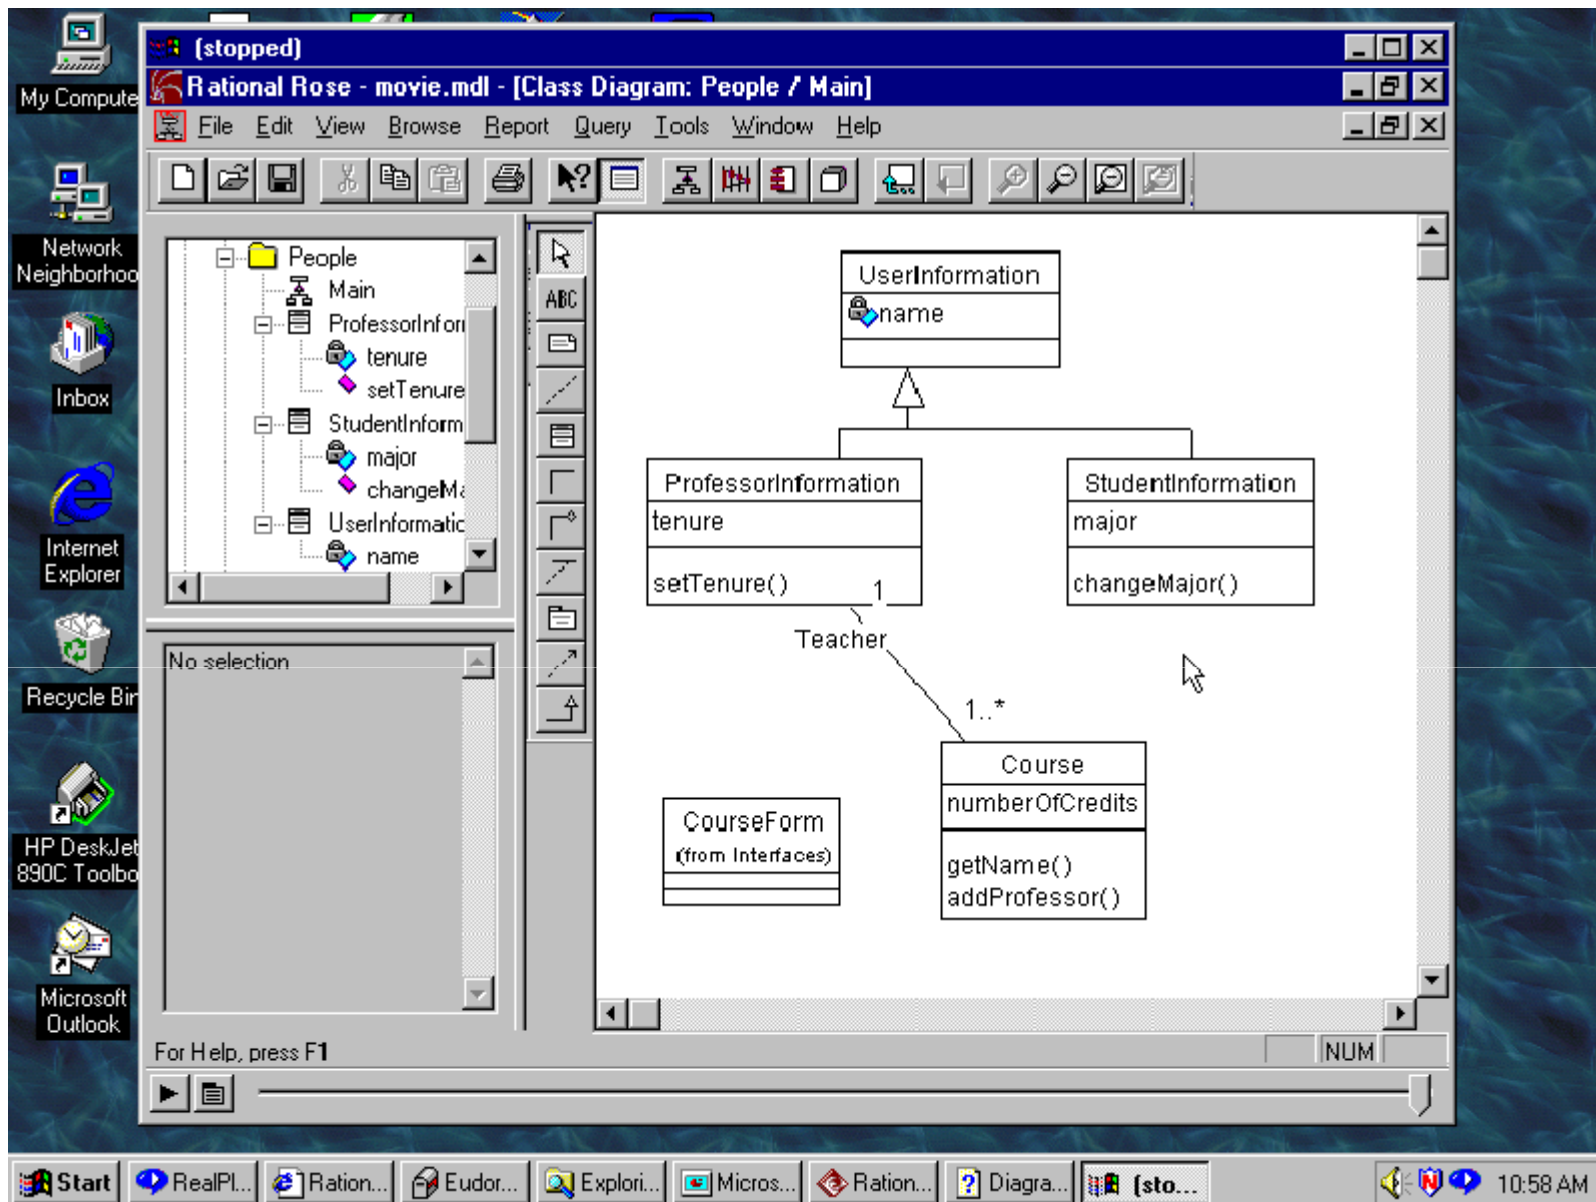 (stopped)
Rational Rose - movie.mdl - [Class Diagram: People / Main]
File Edit View Browse Report Query Tools Window Help
My Compute
Network
Neighborhoo
Inbox
Internet
Explorer
Recycle Bin
HP DeskJet
890C Toolbo
Microsoft
Outlook
People
Main
ProfessorInfor
tenure
setTenure
StudentInform
major
changeMa
UserInformatic
name
No selection
ABC
UserInformation
name
ProfessorInformation
tenure
setTenure()
1
StudentInformation
major
changeMajor()
Teacher
1..*
Course
numberOfCredits
getName()
addProfessor()
CourseForm
(from Interfaces)
For Help, press F1
NUM
Start
RealPl...
Ration...
Eudor...
Explori...
Micros...
Ration...
Diagra...
(sto...
10:58 AM